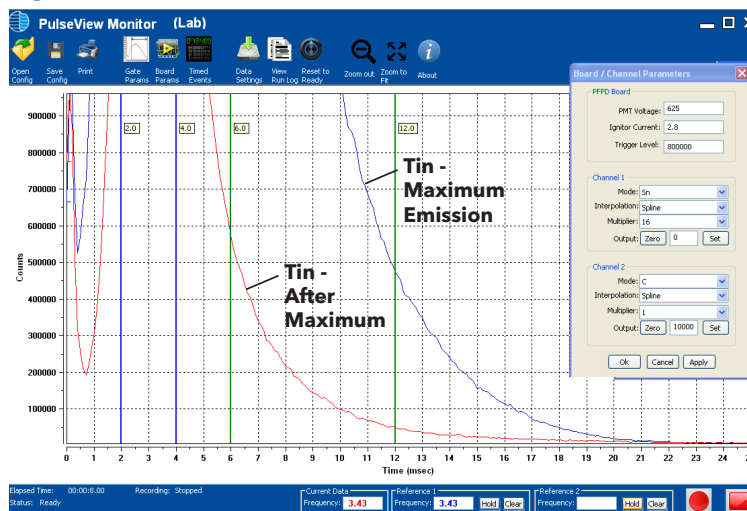 PulseView Monitor (Lab)
Open Config
Save Config
Print
Gate Params
Board Params
Timed Events
Data Settings
View Run Log
Reset to Ready
Zoom out
Zoom to Fit
About
Board / Channel Parameters
PFPD Board
PMT Voltage: 625
Ignitor Current: 2.8
Trigger Level: 800000
Channel 1
Mode: Sn
Interpolation: Spline
Multiplier: 16
Output: Zero 0 Set
Channel 2
Mode: C
Interpolation: Spline
Multiplier: 1
Output: Zero 10000 Set
Ok Cancel Apply
Counts
900000
800000
700000
600000
500000
400000
300000
200000
100000
2.0 4.0 6.0 12.0
Tin -
Maximum
Emission
Tin -
After
Maximum
0 1 2 3 4 5 6 7 8 9 10 11 12 13 14 15 16 17 18 19 20 21 22 23 24
Time (msec)
Elapsed Time: 00:00:8.00 Recording: Stopped
Status: Ready
Current Data
Frequency: 3.43
Reference 1
Frequency: 3.43 Hold Clear
Reference 2
Frequency: Hold Clear